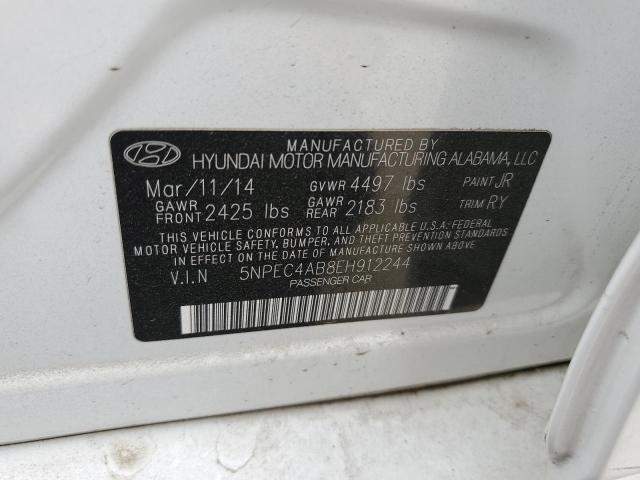 MANUFACTURED BY
HYUNDAI MOTOR MANUFACTURING ALABAMA, LLC
Mar/11/14 GVWR 4497 lbs PAINT JR
GAWR FRONT 2425 lbs GAWR REAR 2183 lbs TRIM RY
THIS VEHICLE CONFORMS TO ALL APPLICABLE U.S. FEDERAL
MOTOR VEHICLE SAFETY, BUMPER, AND THEFT PREVENTION STANDARDS
IN EFFECT ON THE DATE OF MANUFACTURE SHOWN ABOVE.
V.I.N 5NPEC4AB8EH912244
PASSENGER CAR